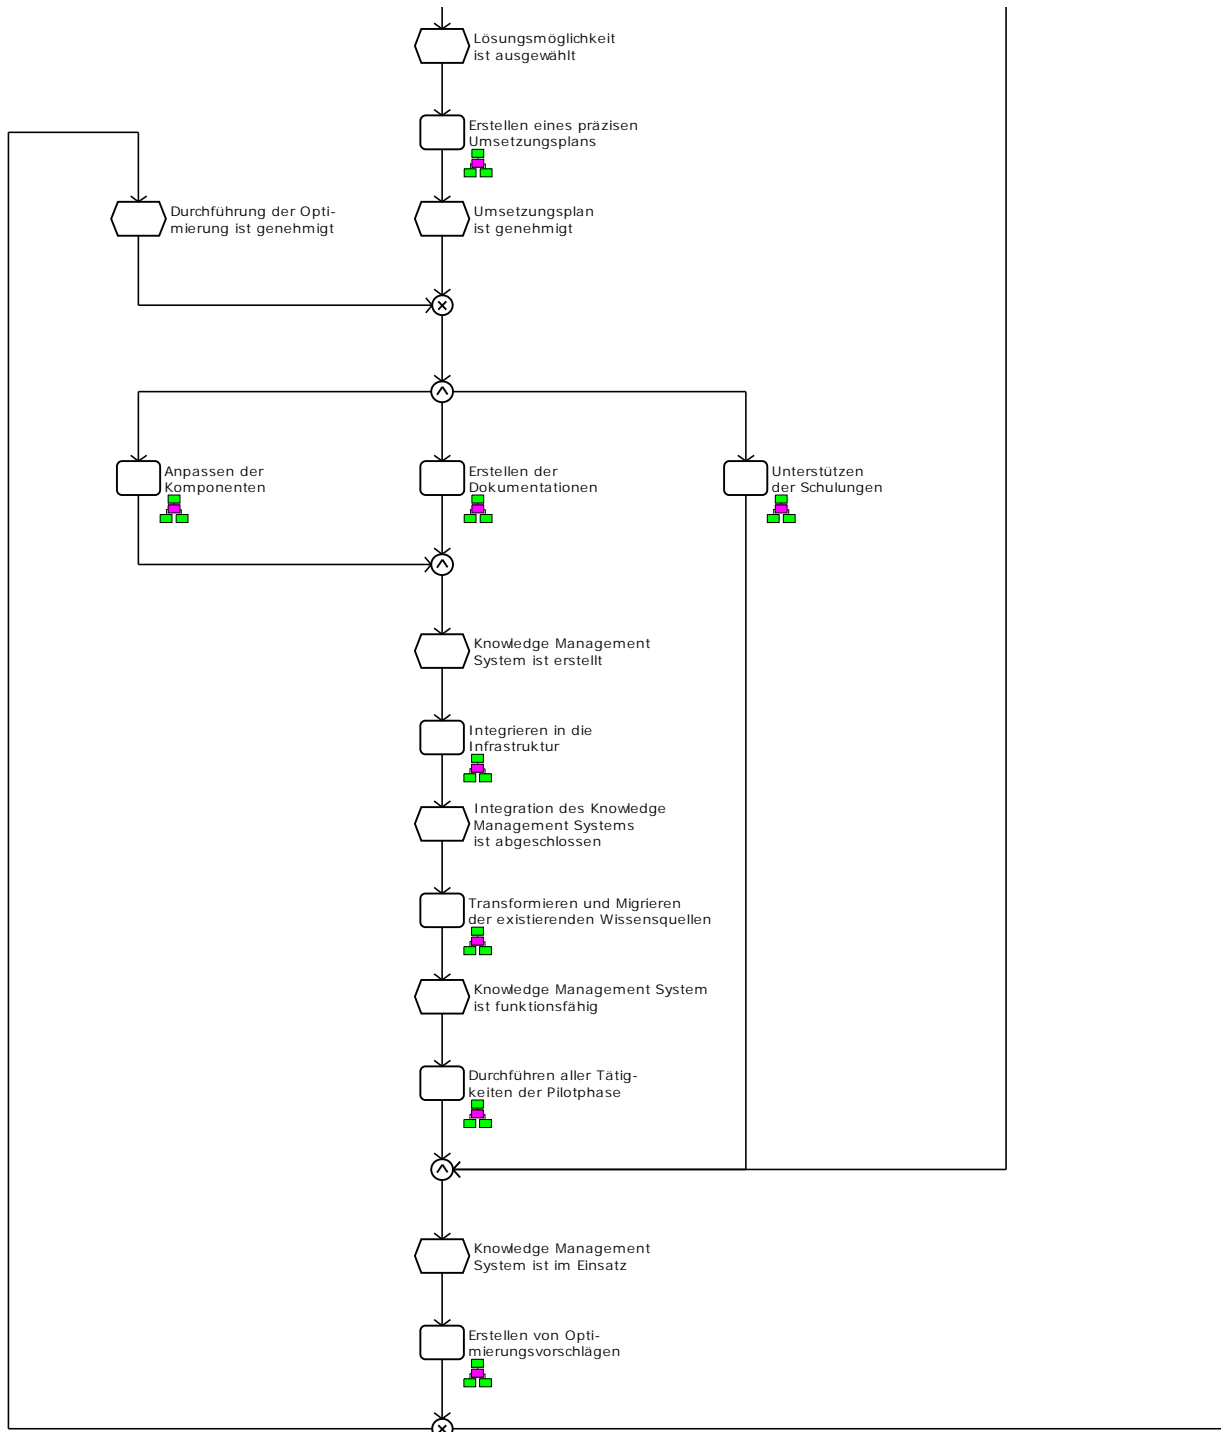 Lösungsmöglichkeit
ist ausgewählt
Erstellen eines präzisen
Umsetzungsplans
Durchführung der Opti-
mierung ist genehmigt
Umsetzungsplan
ist genehmigt
Anpassen der
Komponenten
Erstellen der
Dokumentationen
Unterstützen
der Schulungen
Knowledge Management
System ist erstellt
Integrieren in die
Infrastruktur
Integration des Knowledge
Management Systems
ist abgeschlossen
Transformieren und Migrieren
der existierenden Wissensquellen
Knowledge Management System
ist funktionsfähig
Durchführen aller Tätig-
keiten der Pilotphase
Knowledge Management
System ist im Einsatz
Erstellen von Opti-
mierungsvorschlägen